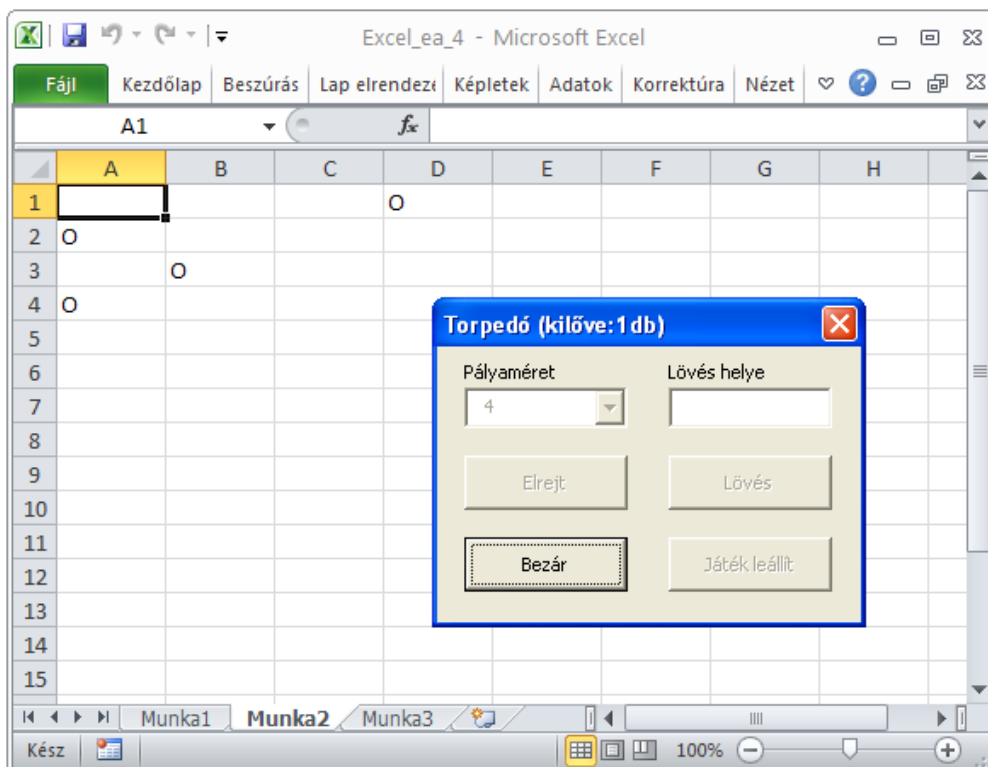 Excel_ea_4 - Microsoft Excel
Fájl Kezdőlap Beszúrás Lap elrendeze Képletek Adatok Korrektúra Nézet
A1 fx
A B C D E F G H
1 O
2 O
3 O
4 O
5
6
7
8
9
10
11
12
13
14
15
Torpedó (kilőve:1db)
Pályaméret Lövés helye
4
Elrejt Lövés
Bezár Játék leállít
Munka1 Munka2 Munka3
Kész 100%